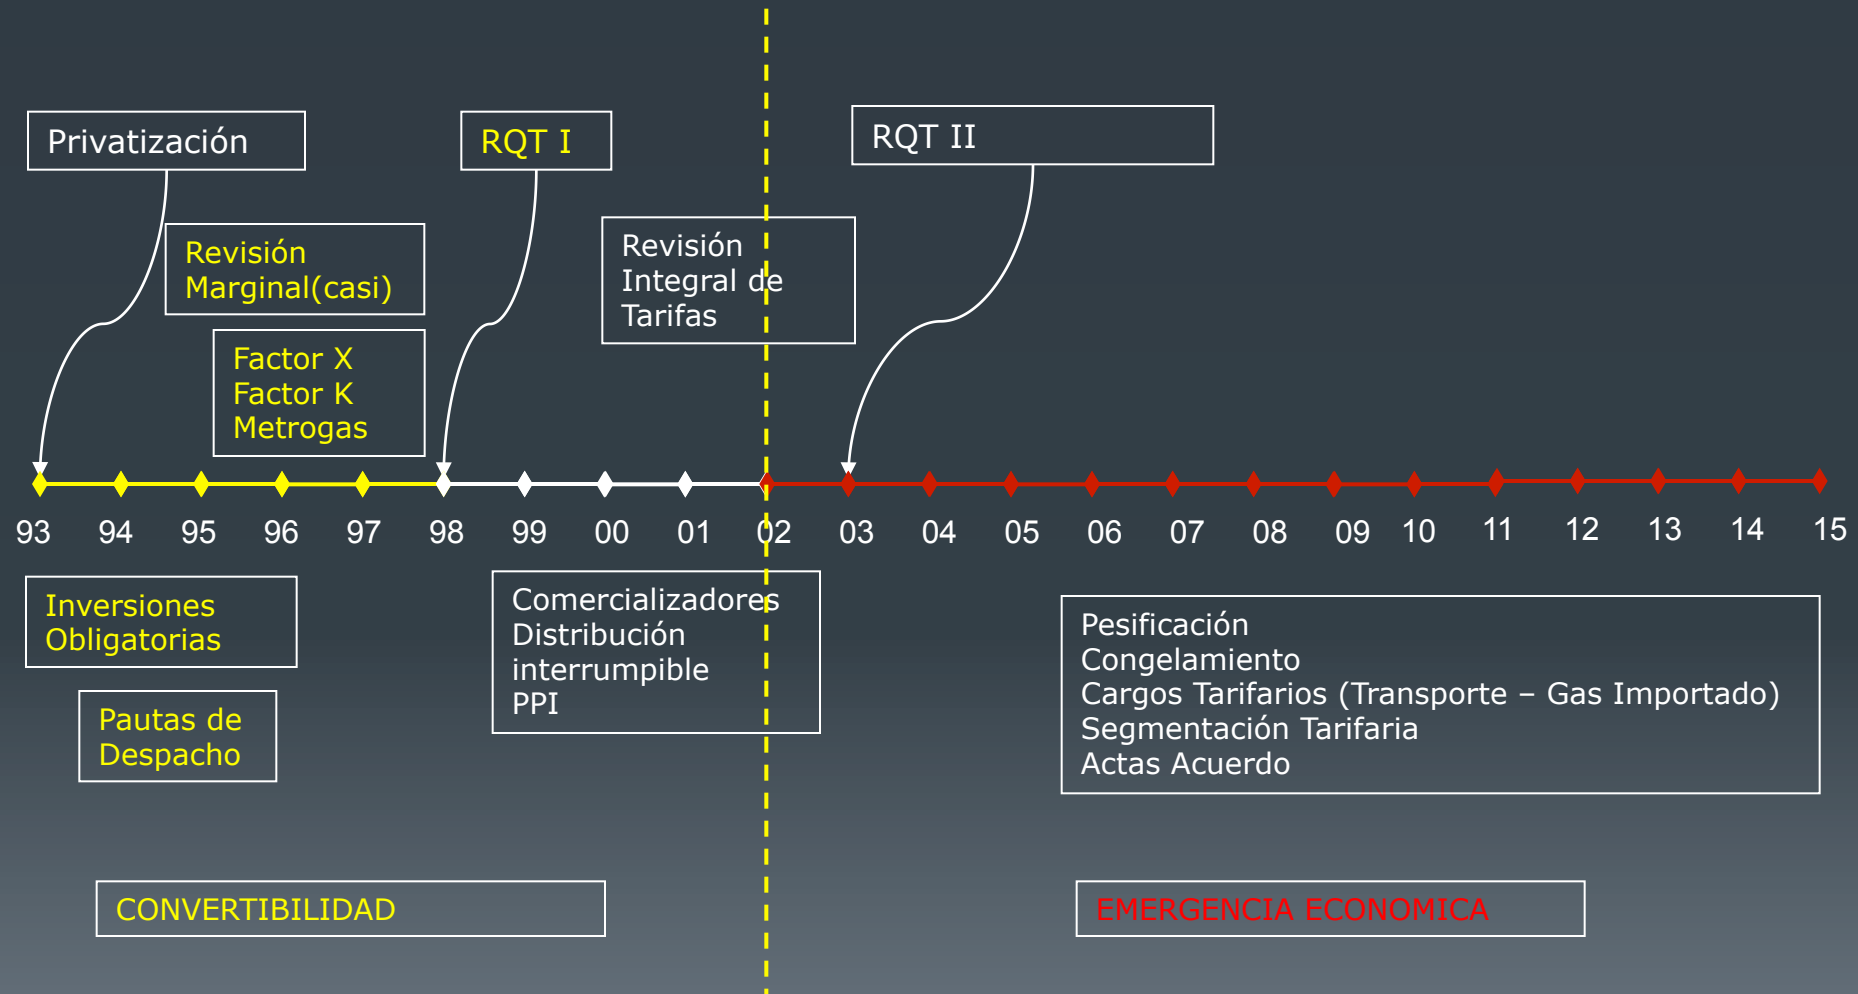 Privatización
RQT I
RQT II
Revisión
Marginal(casi)
Revisión
Integral de
Tarifas
Factor X
Factor K
Metrogas
93 94 95 96 97 98 99 00 01 02 03 04 05 06 07 08 09 10 11 12 13 14 15
Inversiones
Obligatorias
Pautas de
Despacho
Comercializadores
Distribución
interrumpible
PPI
Pesificación
Congelamiento
Cargos Tarifarios (Transporte – Gas Importado)
Segmentación Tarifaria
Actas Acuerdo
CONVERTIBILIDAD
EMERGENCIA ECONOMICA